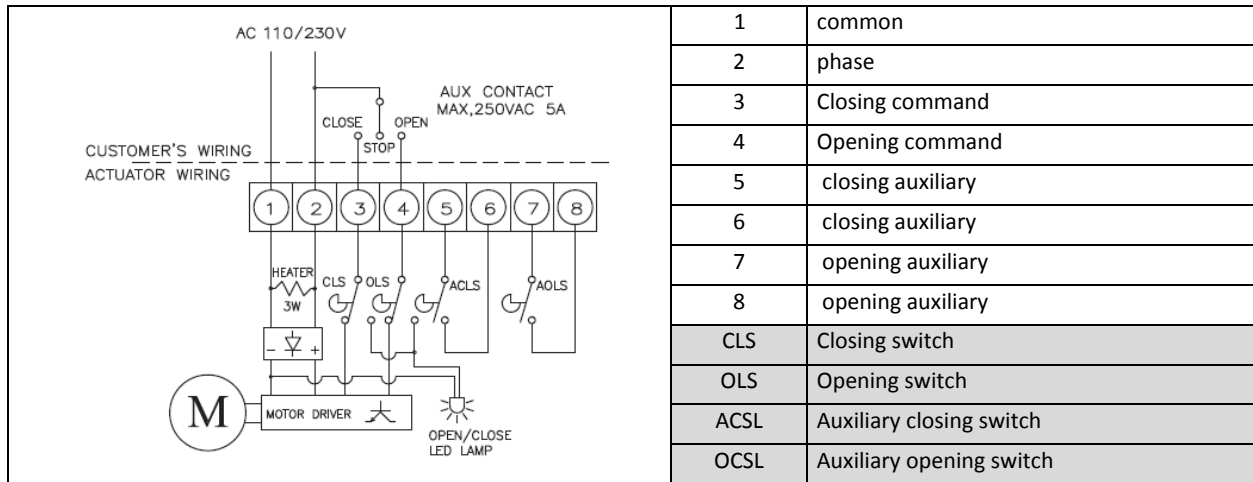 AC 110/230V
AUX CONTACT
MAX,250VAC 5A
CLOSE OPEN
STOP
CUSTOMER'S WIRING
ACTUATOR WIRING
1 2 3 4 5 6 7 8
HEATER
3W
CLS OLS ACLS AOLS
- +
M MOTOR DRIVER
OPEN/CLOSE
LED LAMP
1 common
2 phase
3 Closing command
4 Opening command
5 closing auxiliary
6 closing auxiliary
7 opening auxiliary
8 opening auxiliary
CLS Closing switch
OLS Opening switch
ACSL Auxiliary closing switch
OCSL Auxiliary opening switch